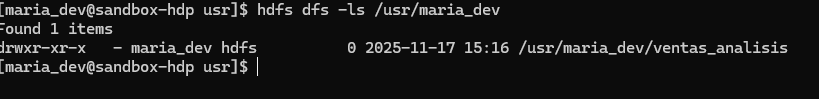 [maria_dev@sandbox-hdp usr]$ hdfs dfs -ls /usr/maria_dev
Found 1 items
drwxr-xr-x   - maria_dev hdfs          0 2025-11-17 15:16 /usr/maria_dev/ventas_analisis
[maria_dev@sandbox-hdp usr]$